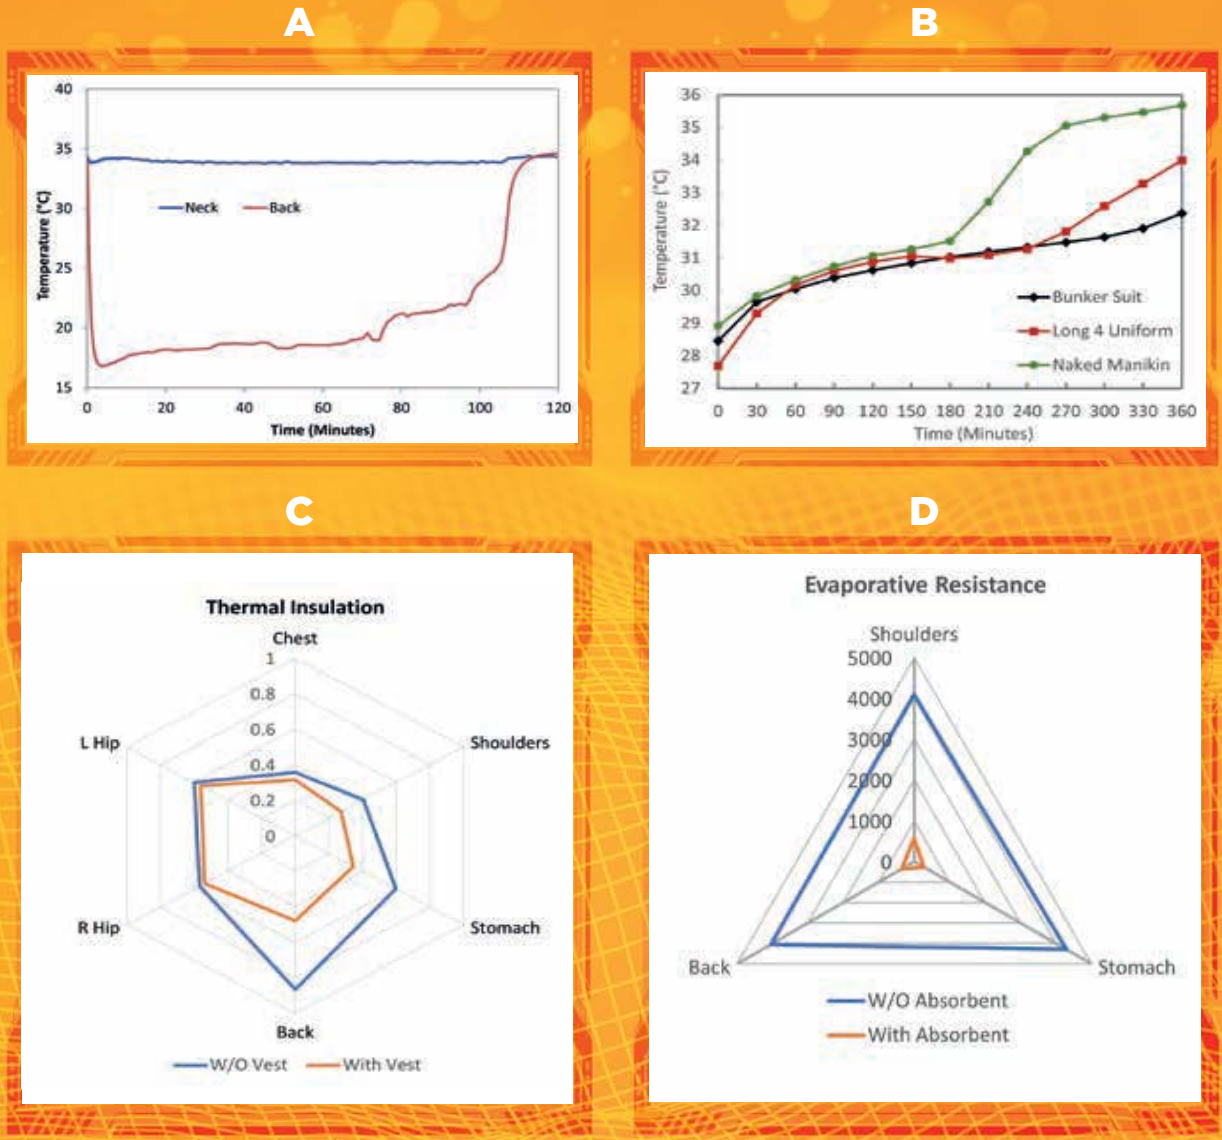 A
40
35
30
25
20
15
Temperature (°C)
Neck
Back
0 20 40 60 80 100 120
Time (Minutes)
B
36
35
34
33
32
31
30
29
28
27
Temperature (°C)
Bunker Suit
Long 4 Uniform
Naked Manikin
0 30 60 90 120 150 180 210 240 270 300 330 360
Time (Minutes)
C
Thermal Insulation
Chest
1
0.8
0.6
0.4
0.2
0
L Hip
Shoulders
R Hip
Stomach
Back
W/O Vest
With Vest
D
Evaporative Resistance
Shoulders
5000
4000
3000
2000
1000
0
Back
Stomach
W/O Absorbent
With Absorbent